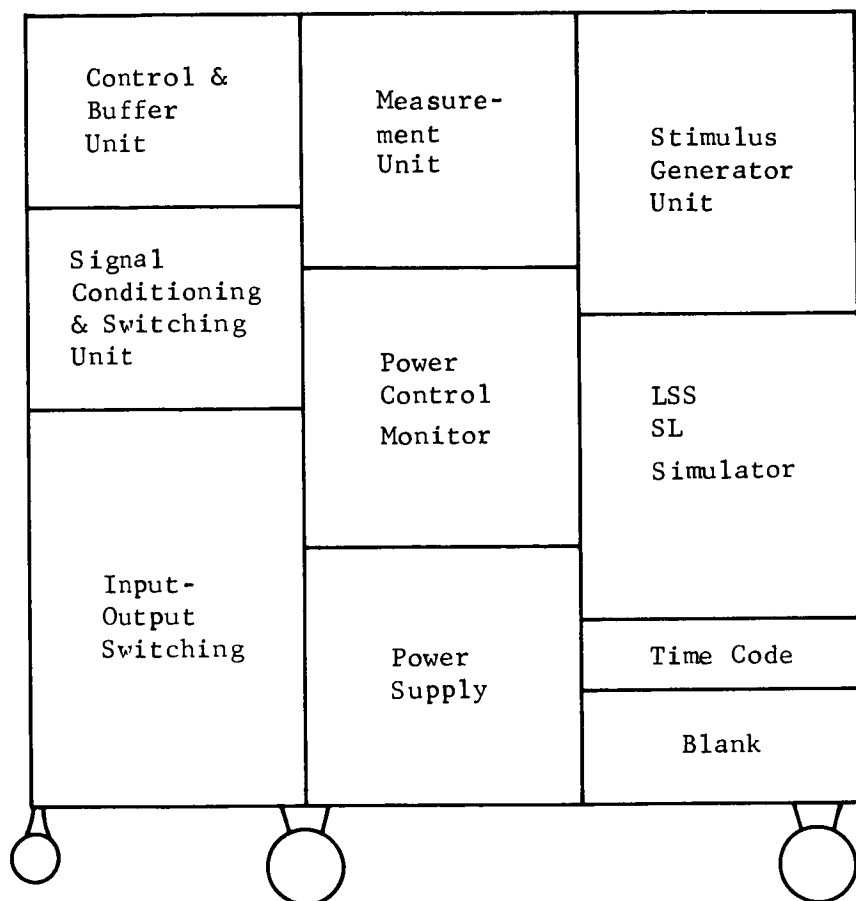 Control &
Buffer
Unit
Signal
Conditioning
& Switching
Unit
Input-
Output
Switching
Measure-
ment
Unit
Power
Control
Monitor
Power
Supply
Stimulus
Generator
Unit
LSS
SL
Simulator
Time Code
Blank